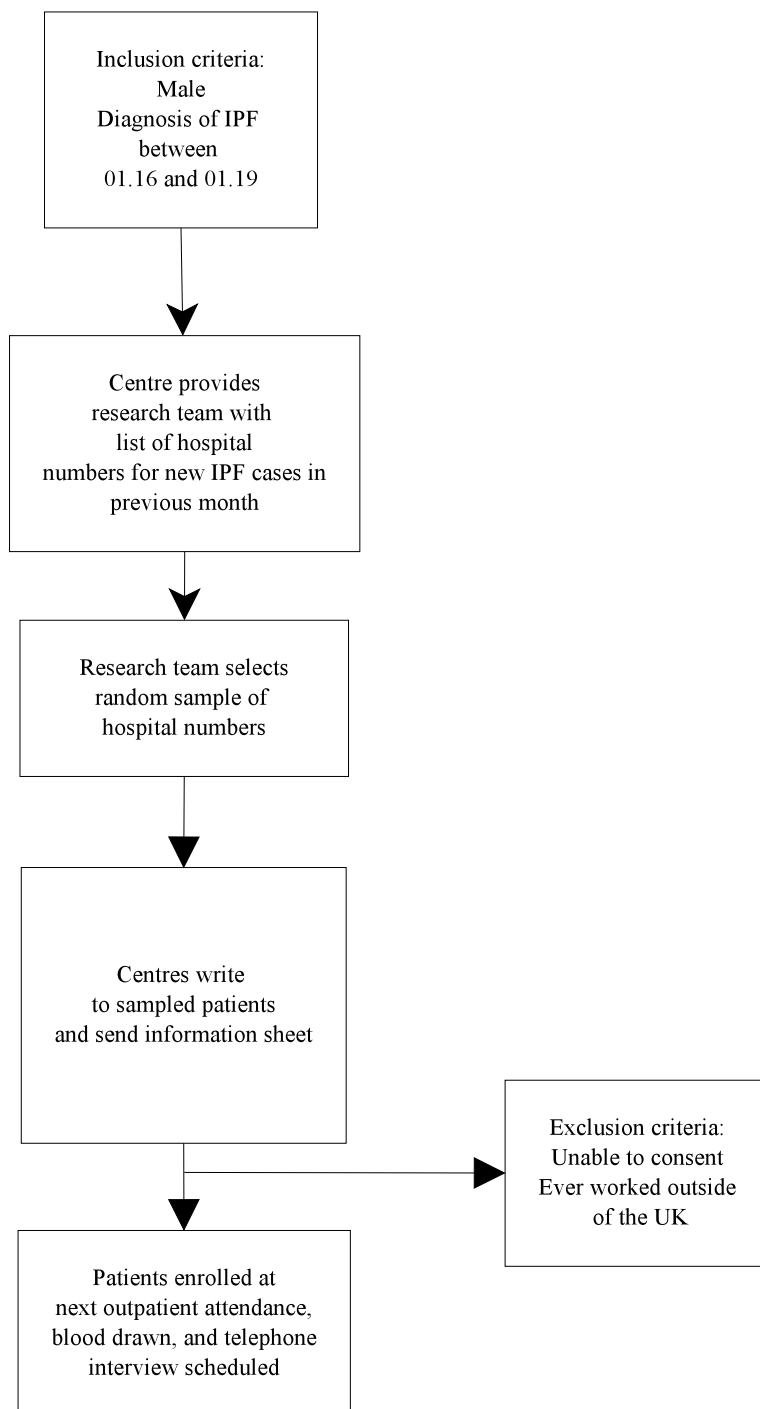 Inclusion criteria:
Male
Diagnosis of IPF
between
01.16 and 01.19
Centre provides
research team with
list of hospital
numbers for new IPF cases in
previous month
Research team selects
random sample of
hospital numbers
Centres write
to sampled patients
and send information sheet
Exclusion criteria:
Unable to consent
Ever worked outside
of the UK
Patients enrolled at
next outpatient attendance,
blood drawn, and telephone
interview scheduled